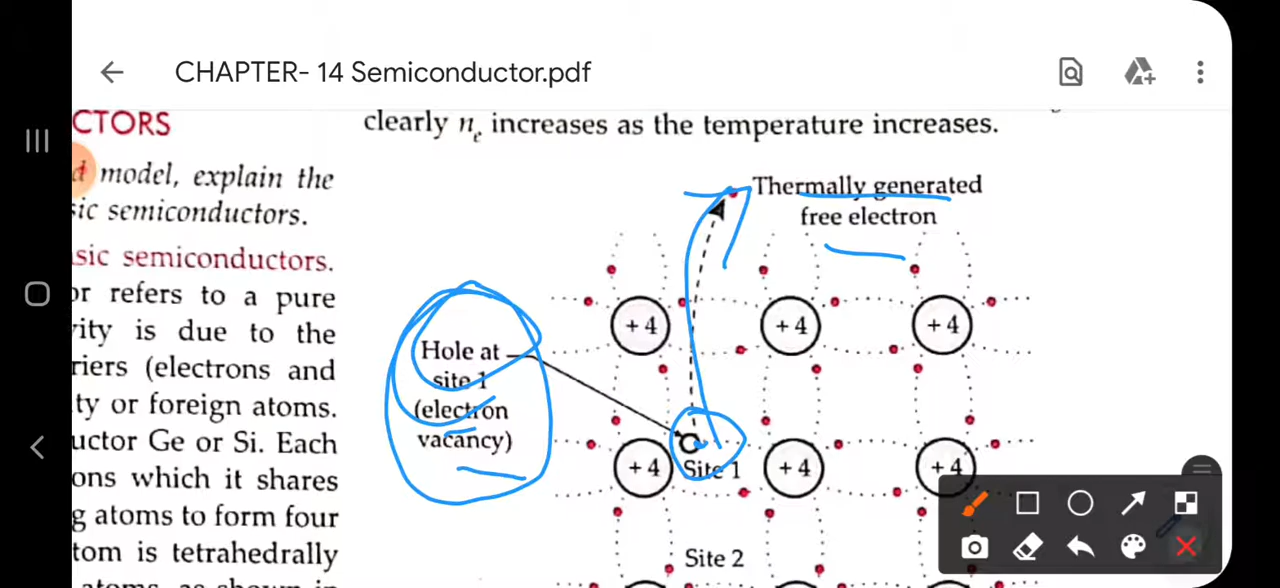 CHAPTER- 14 Semiconductor.pdf
CTORS
d model, explain the
sic semiconductors.
sic semiconductors.
or refers to a pure
vity is due to the
riers (electrons and
ty or foreign atoms.
uctor Ge or Si. Each
ons which it shares
g atoms to form four
tom is tetrahedrally
clearly ne increases as the temperature increases.
Thermally generated
free electron
+4 +4 +4
Hole at
site 1
(electron
vacancy)
+4 Site 1 +4 +4
Site 2